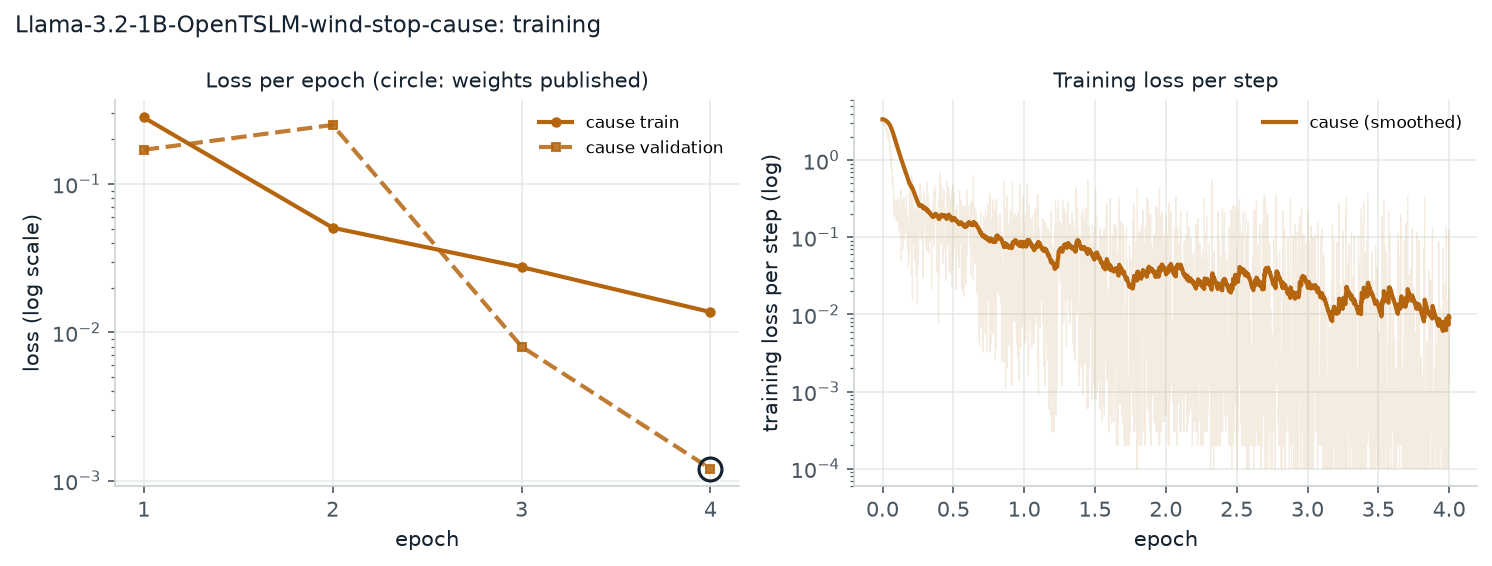 Llama-3.2-1B-OpenTSLM-wind-stop-cause: training
Loss per epoch (circle: weights published)
cause train
cause validation
loss (log scale)
10⁻¹
10⁻²
10⁻³
1 2 3 4
epoch
Training loss per step
cause (smoothed)
training loss per step (log)
10⁰
10⁻¹
10⁻²
10⁻³
10⁻⁴
0.0 0.5 1.0 1.5 2.0 2.5 3.0 3.5 4.0
epoch